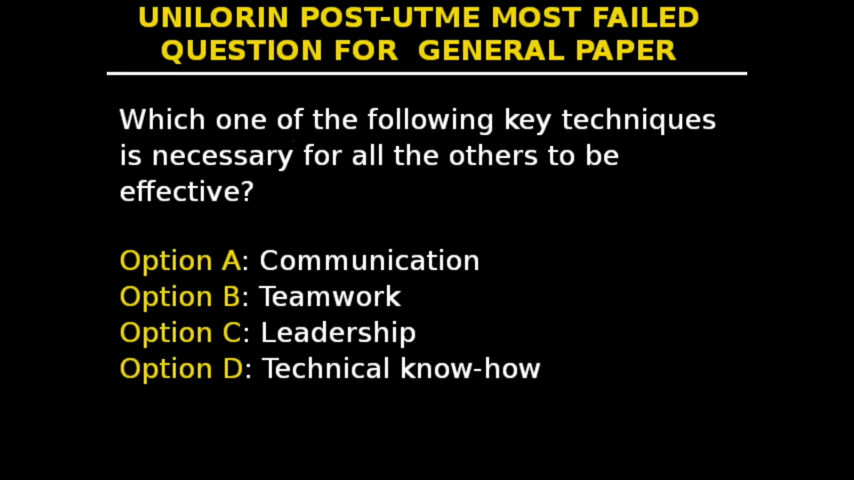 UNILORIN POST-UTME MOST FAILED
QUESTION FOR GENERAL PAPER
Which one of the following key techniques
is necessary for all the others to be
effective?
Option A: Communication
Option B: Teamwork
Option C: Leadership
Option D: Technical know-how